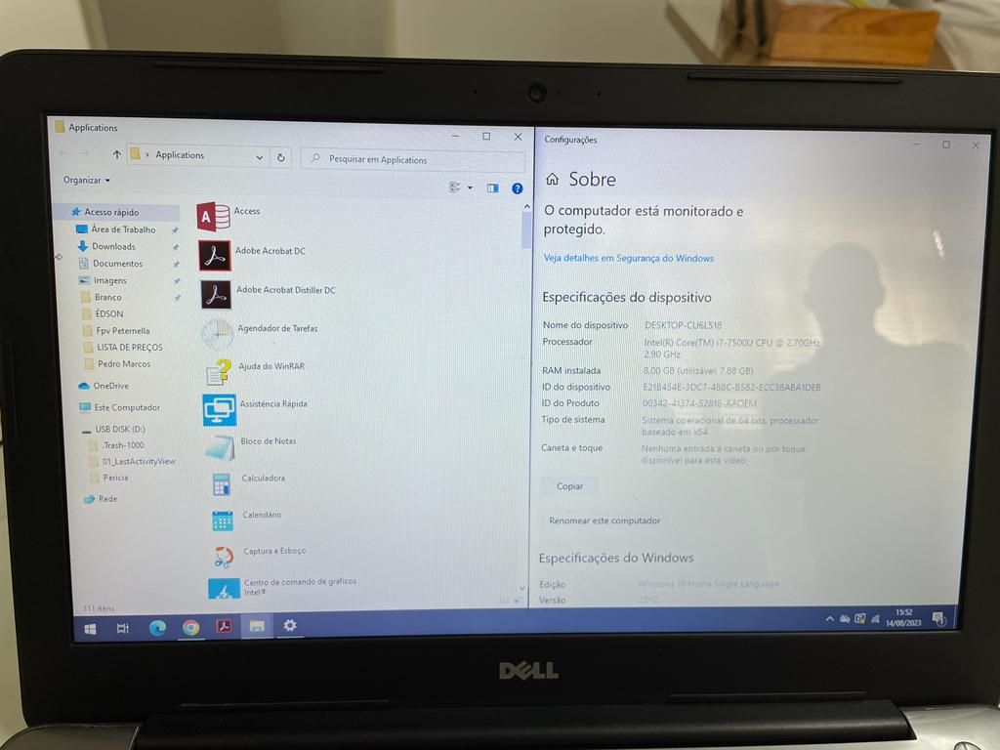 Applications
Applications
Pesquisar em Applications
Organizar
Acesso rápido
Área de Trabalho
Downloads
Documentos
Imagens
Branco
ÉDSON
Fpv Peternella
LISTA DE PREÇOS
Pedro Marcos
OneDrive
Este Computador
USB DISK (D:)
.Trash-1000
01_LastActivityView
Pericia
Rede
Access
Adobe Acrobat DC
Adobe Acrobat Distiller DC
Agendador de Tarefas
Ajuda do WinRAR
Assistência Rápida
Bloco de Notas
Calculadora
Calendário
Captura e Esboço
Centro de comando de gráficos
Intel®
111 itens
Configurações
Sobre
O computador está monitorado e
protegido.
Veja detalhes em Segurança do Windows
Especificações do dispositivo
Nome do dispositivo DESKTOP-CU6L518
Processador Intel(R) Core(TM) i7-7500U CPU @ 2.70GHz
2.90 GHz
RAM instalada 8,00 GB (utilizável: 7,88 GB)
ID do dispositivo E21B454E-3DC7-488C-B582-ECC38ABA1DEB
ID do Produto 00342-41374-52818-AAOEM
Tipo de sistema Sistema operacional de 64 bits, processador
baseado em x64
Caneta e toque Nenhuma entrada à caneta ou por toque
disponível para este vídeo
Copiar
Renomear este computador
Especificações do Windows
Edição Windows 10 Home Single Language
Versão 22H2
15:52
14/08/2023
DELL